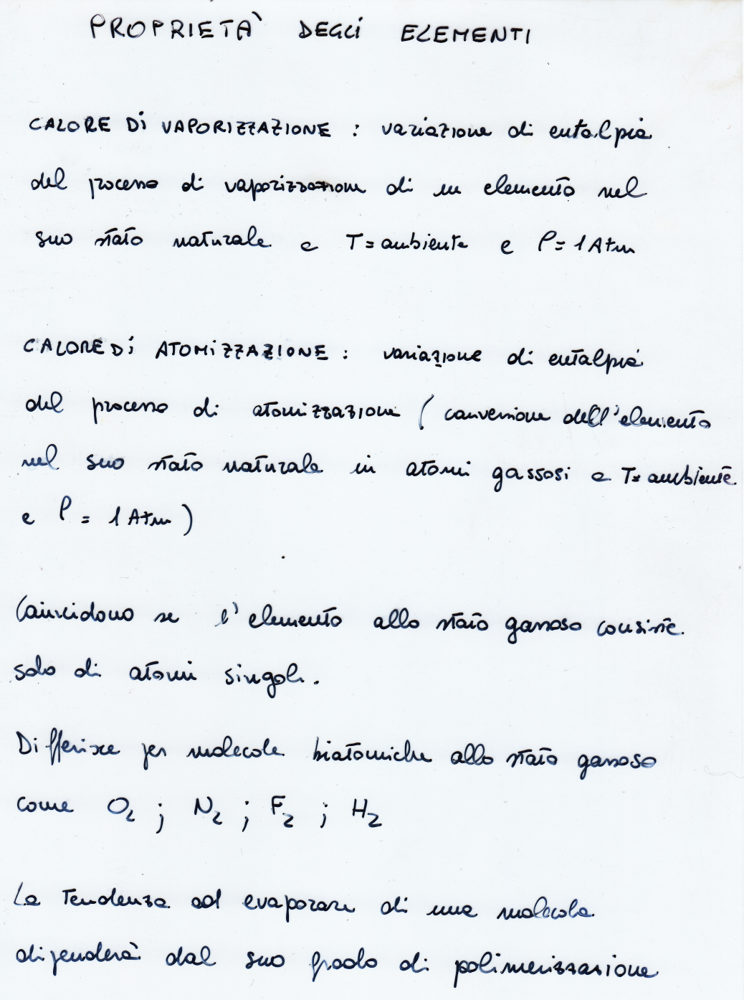 PROPRIETÀ DEGLi ELEMENTI
CALORE Di VAPORIZZAZIONE : variazione di entalpia
del processo di vaporizzazione di un elemento nel
suo stato naturale a T=ambiente e P=1Atm
CALORE Di ATOMiZZAZIONE : variazione di entalpia
del processo di atomizzazione ( conversione dell'elemento
nel suo stato naturale in atomi gassosi a T=ambiente
e P = 1 Atm )
Coincidono se l'elemento allo stato gassoso consiste
solo di atomi singoli.
Differisce per molecole biatomiche allo stato gassoso
come O₂ ; N₂ ; F₂ ; H₂
La tendenza ad evaporare di una molecola
dipenderà dal suo grado di polimerizzazione